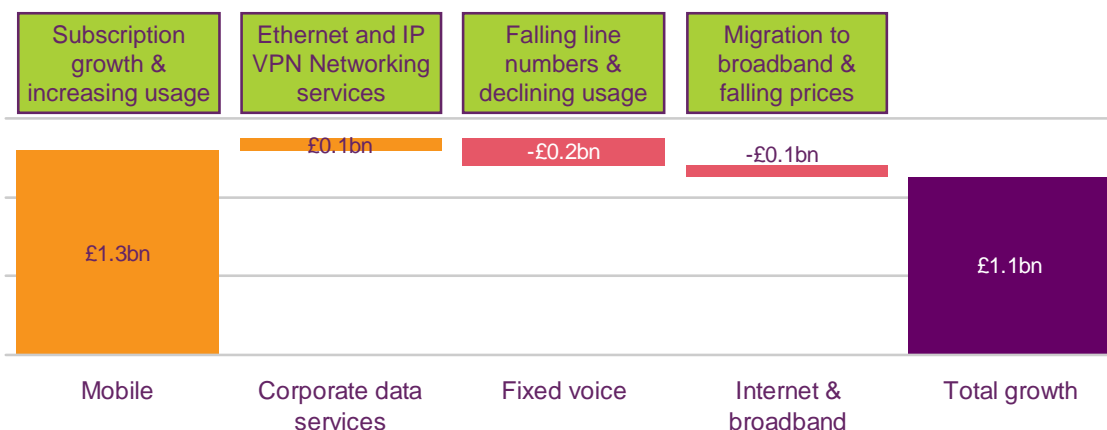 Subscription
growth &
increasing usage
Ethernet and IP
VPN Networking
services
Falling line
numbers &
declining usage
Migration to
broadband &
falling prices
£1.3bn
£0.1bn
-£0.2bn
-£0.1bn
£1.1bn
Mobile
Corporate data
services
Fixed voice
Internet &
broadband
Total growth